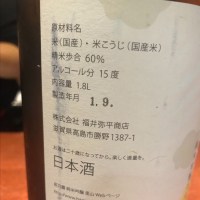 原材料名
米(国産)・米こうじ(国産米)
精米歩合 60%
アルコール分 15度
内容量 1.8L
製造年月 1.9.
株式会社 福井弥平商店
滋賀県高島市勝野1387-1
お酒は二十歳になってから。楽しく適量を。
日本酒